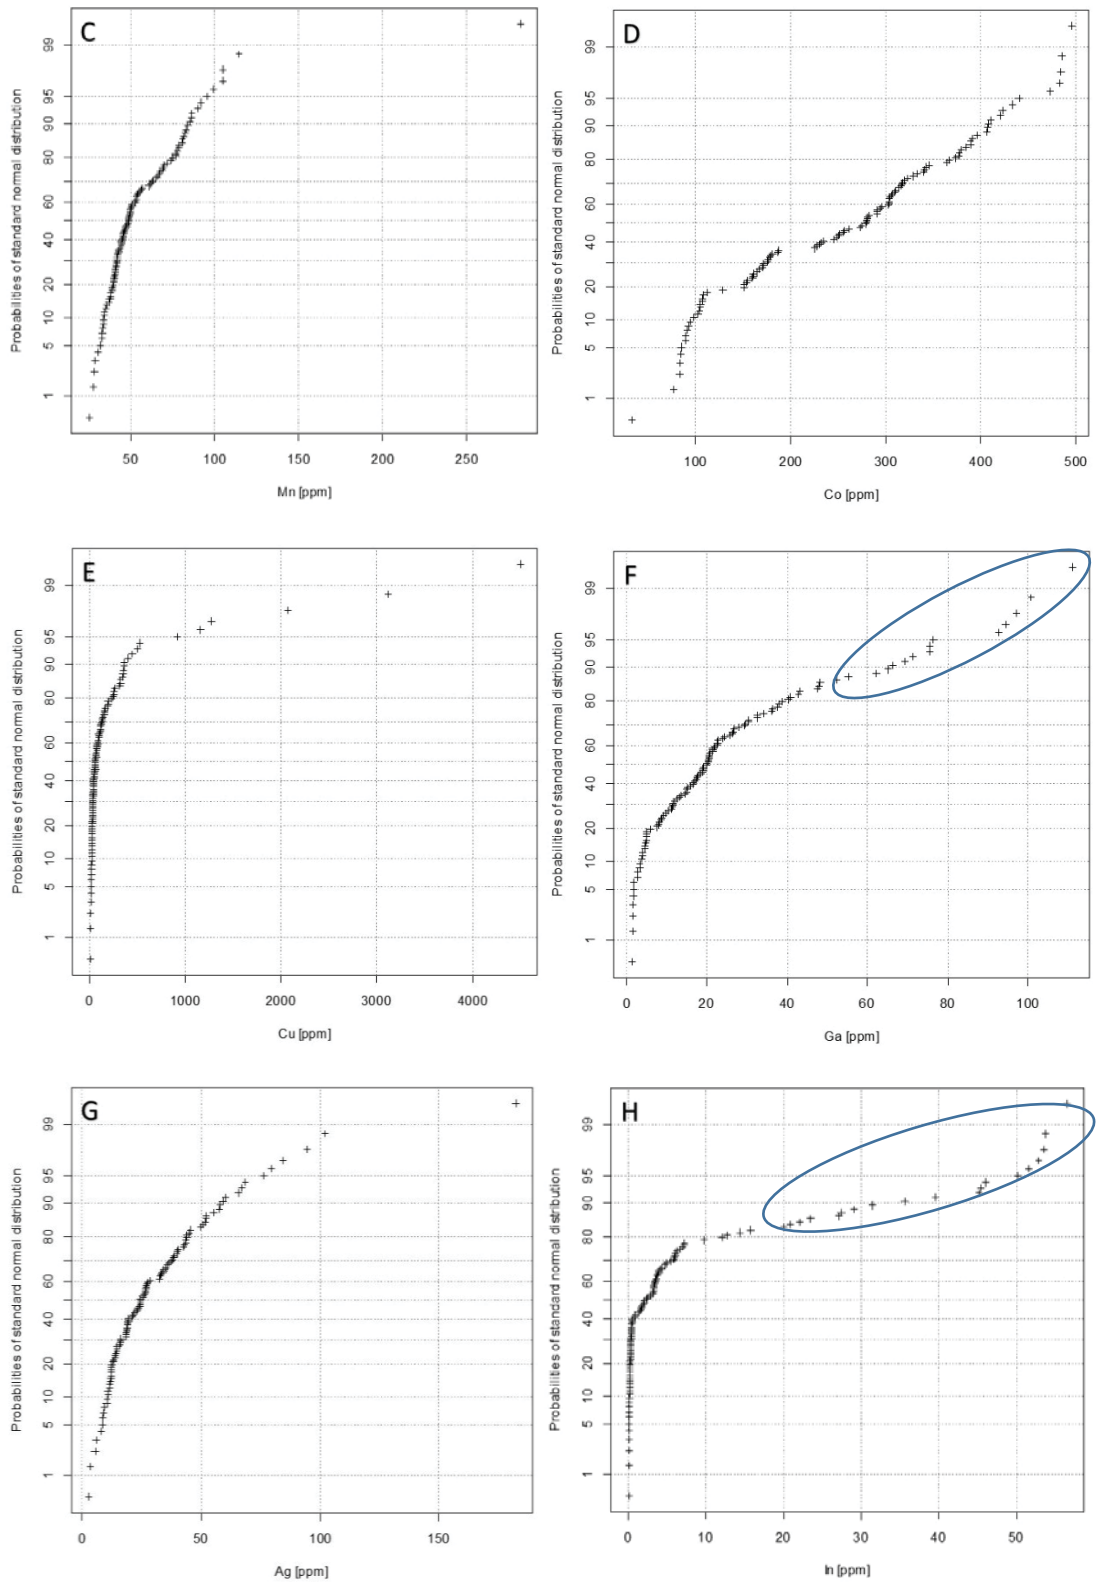 C
Probabilities of standard normal distribution
99
95
90
80
60
40
20
10
5
1
50 100 150 200 250
Mn [ppm]
D
Probabilities of standard normal distribution
99
95
90
80
60
40
20
10
5
1
100 200 300 400 500
Co [ppm]
E
Probabilities of standard normal distribution
99
95
90
80
60
40
20
10
5
1
0 1000 2000 3000 4000
Cu [ppm]
F
Probabilities of standard normal distribution
99
95
90
80
60
40
20
10
5
1
0 20 40 60 80 100
Ga [ppm]
G
Probabilities of standard normal distribution
99
95
90
80
60
40
20
10
5
1
0 50 100 150
Ag [ppm]
H
Probabilities of standard normal distribution
99
95
90
80
60
40
20
10
5
1
0 10 20 30 40 50
In [ppm]